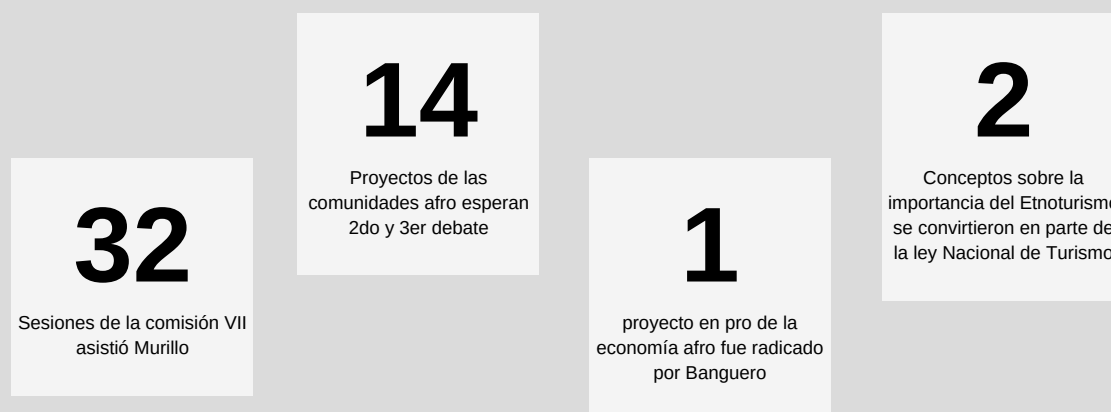 32
Sesiones de la comisión VII
asistió Murillo
14
Proyectos de las
comunidades afro esperan
2do y 3er debate
1
proyecto en pro de la
economía afro fue radicado
por Banguero
2
Conceptos sobre la
importancia del Etnoturismo
se convirtieron en parte de
la ley Nacional de Turismo